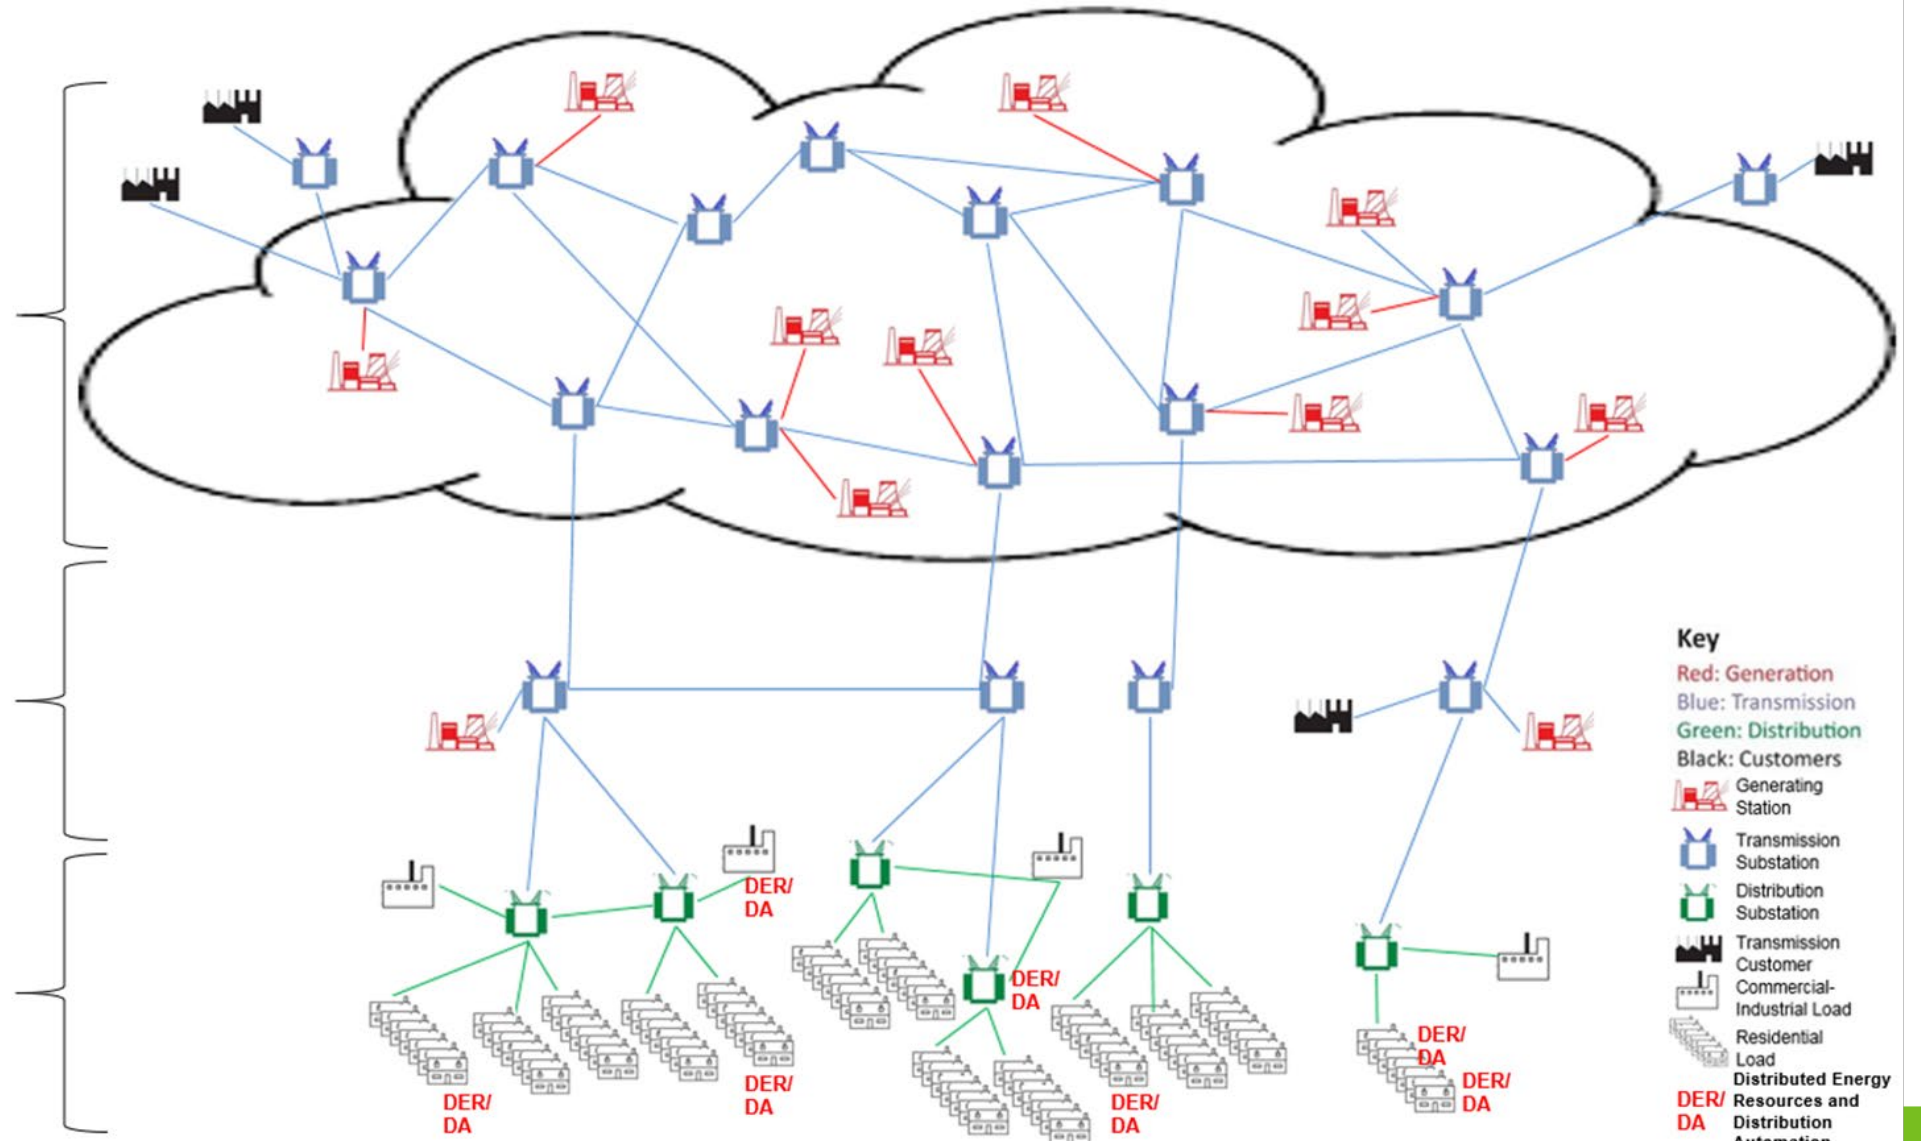 Key
Red: Generation
Blue: Transmission
Green: Distribution
Black: Customers
Generating
Station
Transmission
Substation
Distribution
Substation
Transmission
Customer
Commercial-
Industrial Load
Residential
Load
DER/
DA
Distributed Energy
Resources and
Distribution
Automation
DER/
DA
DER/
DA
DER/
DA
DER/
DA
DER/
DA
DER/
DA
DER/
DA